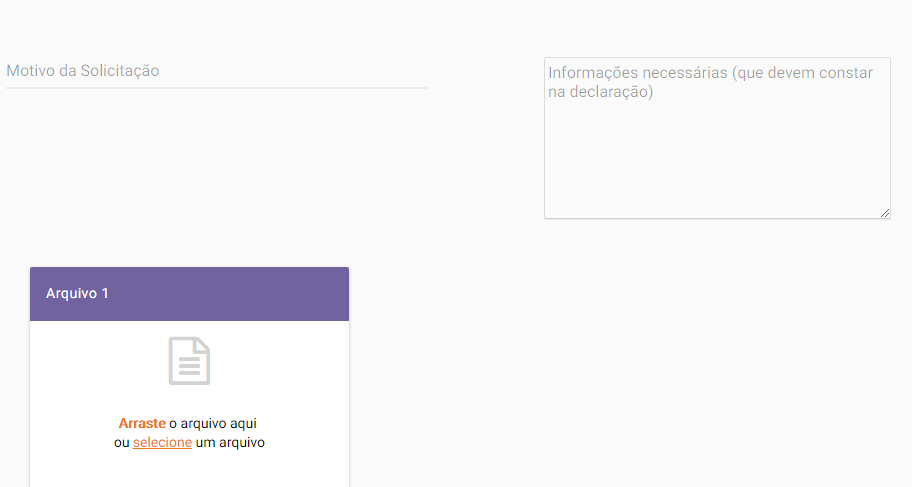 Motivo da Solicitação
Informações necessárias (que devem constar
na declaração)
Arquivo 1
Arraste o arquivo aqui
ou selecione um arquivo